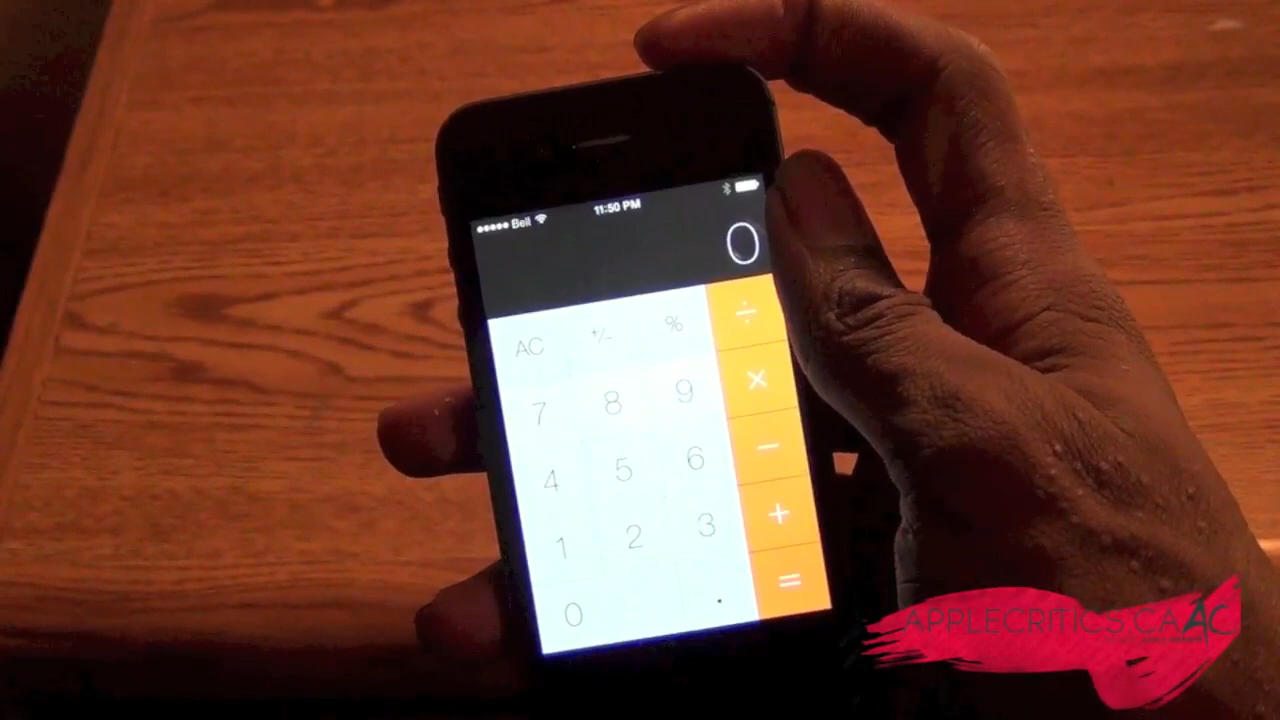 Bell 11:50 PM
0
AC +/- % ÷
7 8 9 ×
4 5 6 −
1 2 3 +
0 . =
APPLECRITICS.CA AC